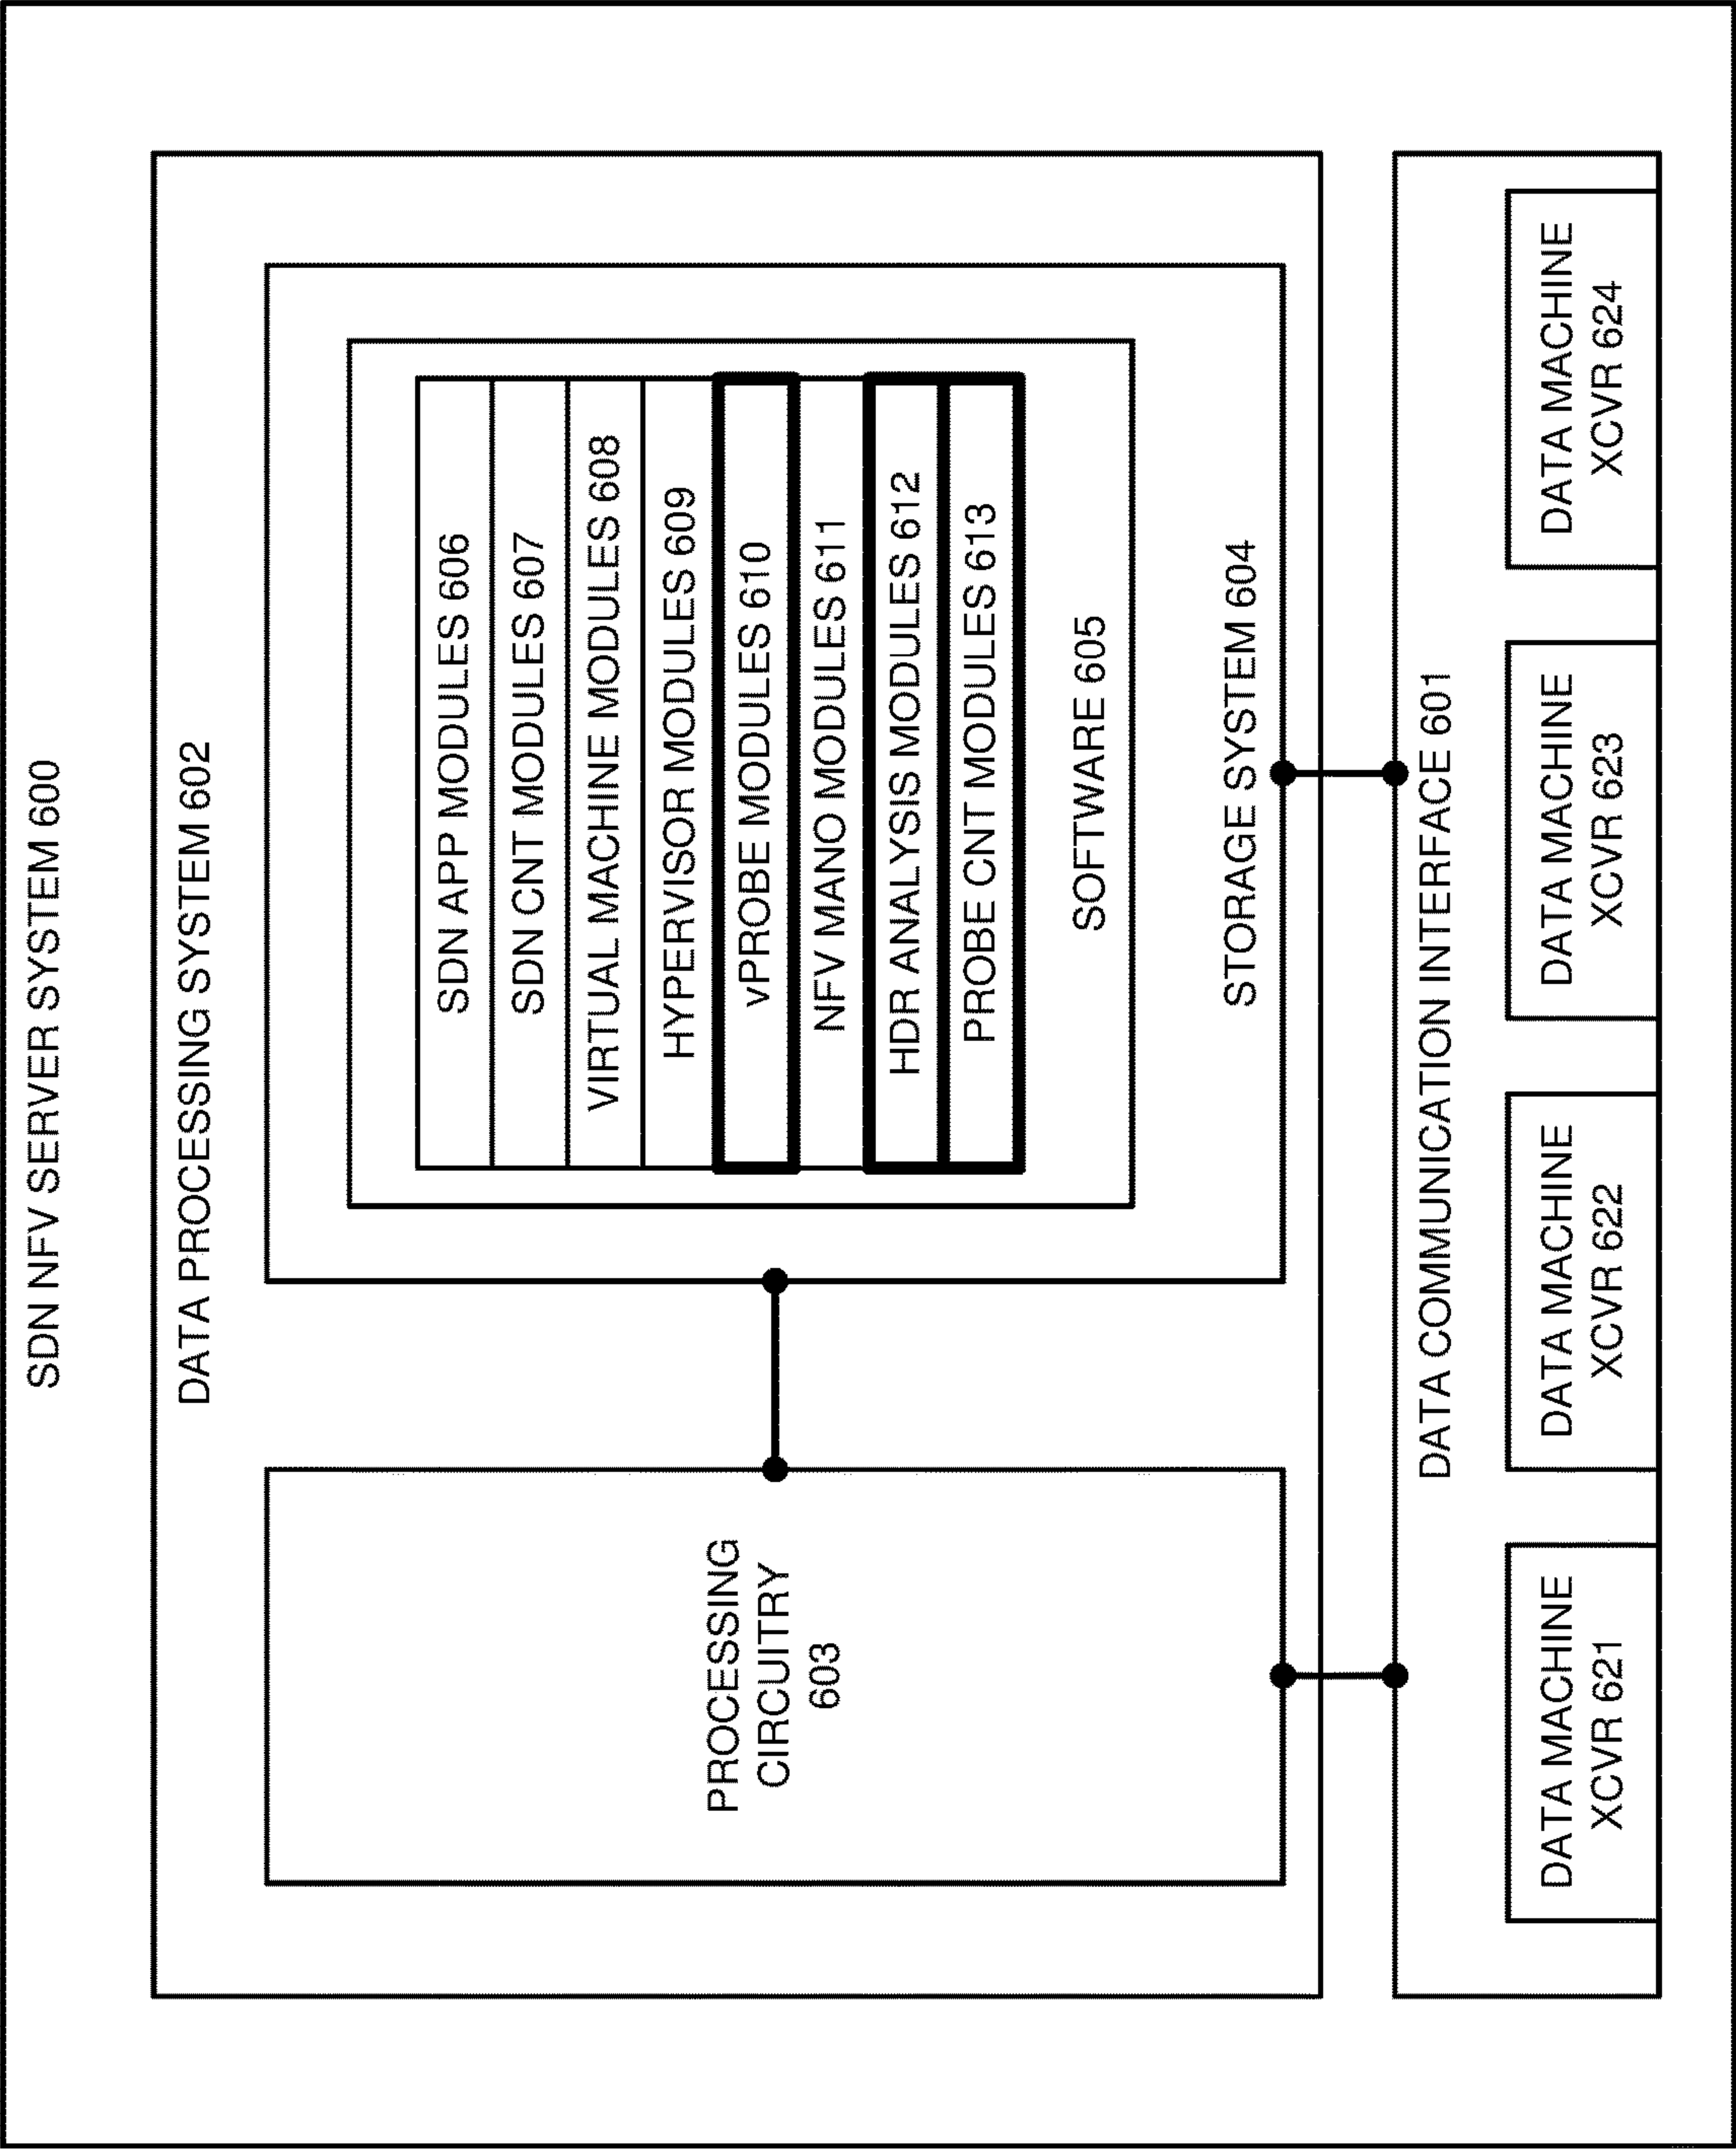 SDN NFV SERVER SYSTEM 600
DATA PROCESSING SYSTEM 602
PROCESSING
CIRCUITRY
603
SDN APP MODULES 606
SDN CNT MODULES 607
VIRTUAL MACHINE MODULES 608
HYPERVISOR MODULES 609
vPROBE MODULES 610
NFV MANO MODULES 611
HDR ANALYSIS MODULES 612
PROBE CNT MODULES 613
SOFTWARE 605
STORAGE SYSTEM 604
DATA COMMUNICATION INTERFACE 601
DATA MACHINE
XCVR 621
DATA MACHINE
XCVR 622
DATA MACHINE
XCVR 623
DATA MACHINE
XCVR 624